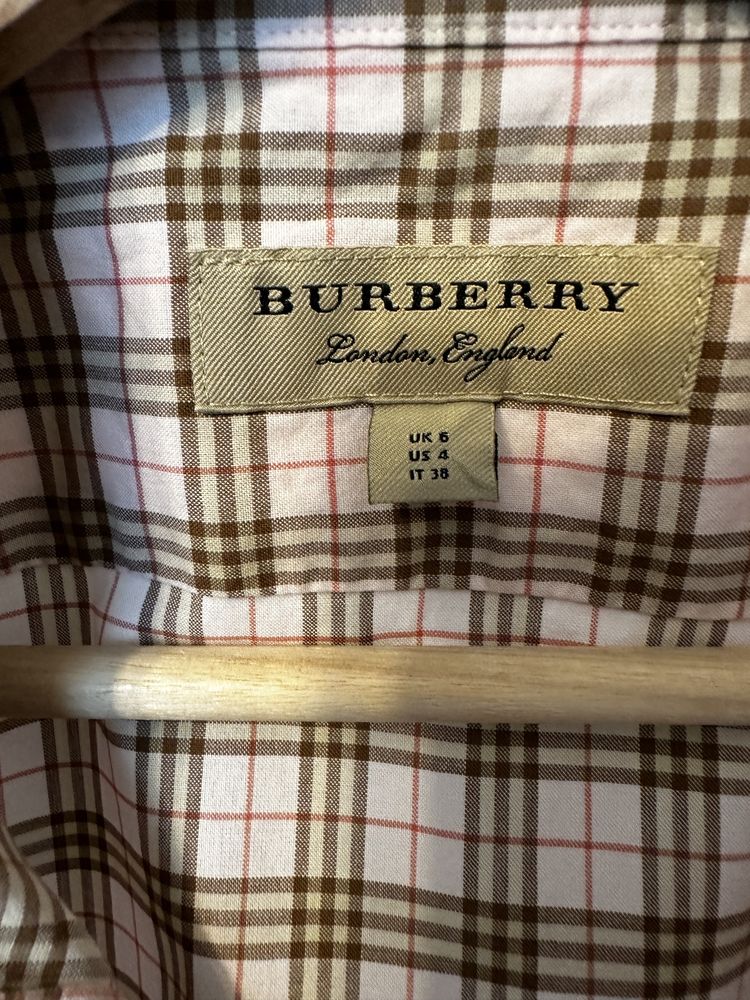 BURBERRY
London, England
UK 6
US 4
IT 38